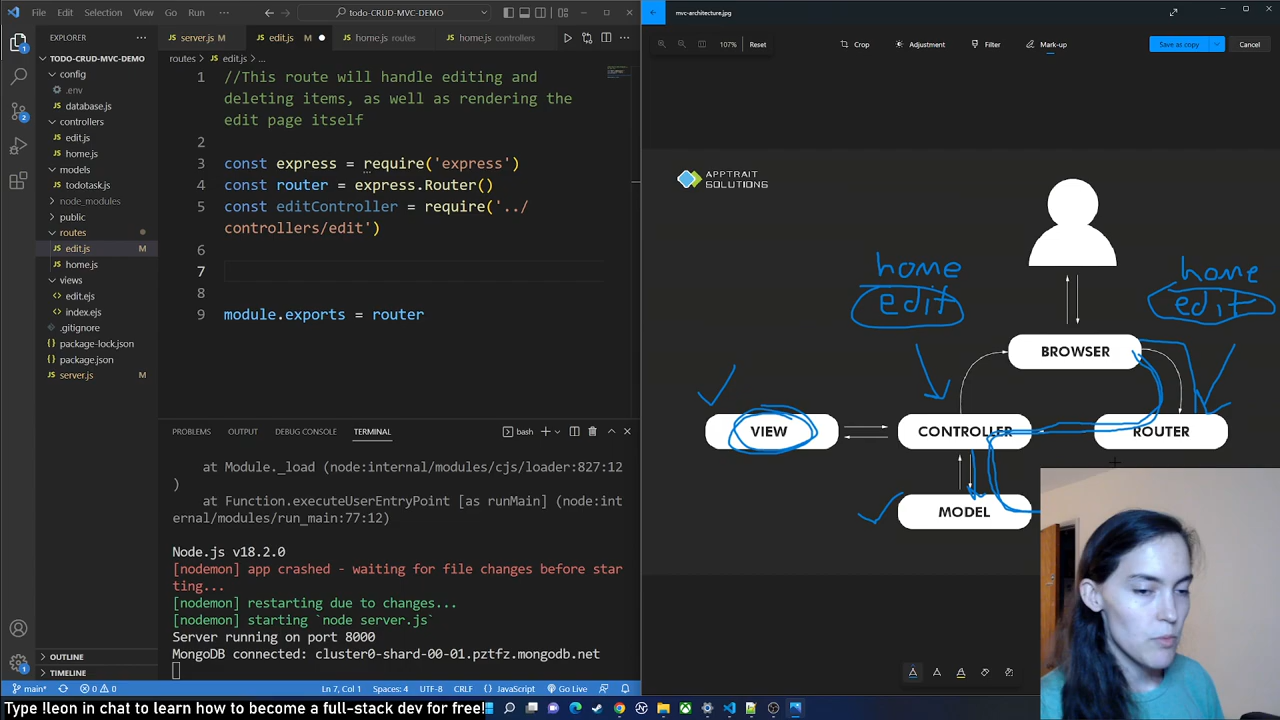 File Edit Selection View Go Run
todo-CRUD-MVC-DEMO
EXPLORER
TODO-CRUD-MVC-DEMO
config
.env
database.js
controllers
edit.js
home.js
models
todotask.js
node_modules
public
routes
edit.js M
home.js
views
edit.ejs
index.ejs
.gitignore
package-lock.json
package.json
server.js M
OUTLINE
TIMELINE
server.js M
edit.js M
home.js routes
home.js controllers
routes > edit.js > ...
1 //This route will handle editing and
deleting items, as well as rendering the
edit page itself
2
3 const express = require('express')
4 const router = express.Router()
5 const editController = require('../
controllers/edit')
6
7
8
9 module.exports = router
PROBLEMS OUTPUT DEBUG CONSOLE TERMINAL
bash
at Module._load (node:internal/modules/cjs/loader:827:12
)
at Function.executeUserEntryPoint [as runMain] (node:int
ernal/modules/run_main:77:12)
Node.js v18.2.0
[nodemon] app crashed - waiting for file changes before star
ting...
[nodemon] restarting due to changes...
[nodemon] starting `node server.js`
Server running on port 8000
MongoDB connected: cluster0-shard-00-01.pztfz.mongodb.net
main* 0 0
Ln 7, Col 1 Spaces: 4 UTF-8 CRLF JavaScript Go Live
Type !leon in chat to learn how to become a full-stack dev for free!
mvc-architecture.jpg
107% Reset Crop Adjustment Filter Mark-up Save as copy Cancel
APPTRAIT
SOLUTIONS
home
edit
home
edit
BROWSER
VIEW
CONTROLLER
ROUTER
MODEL